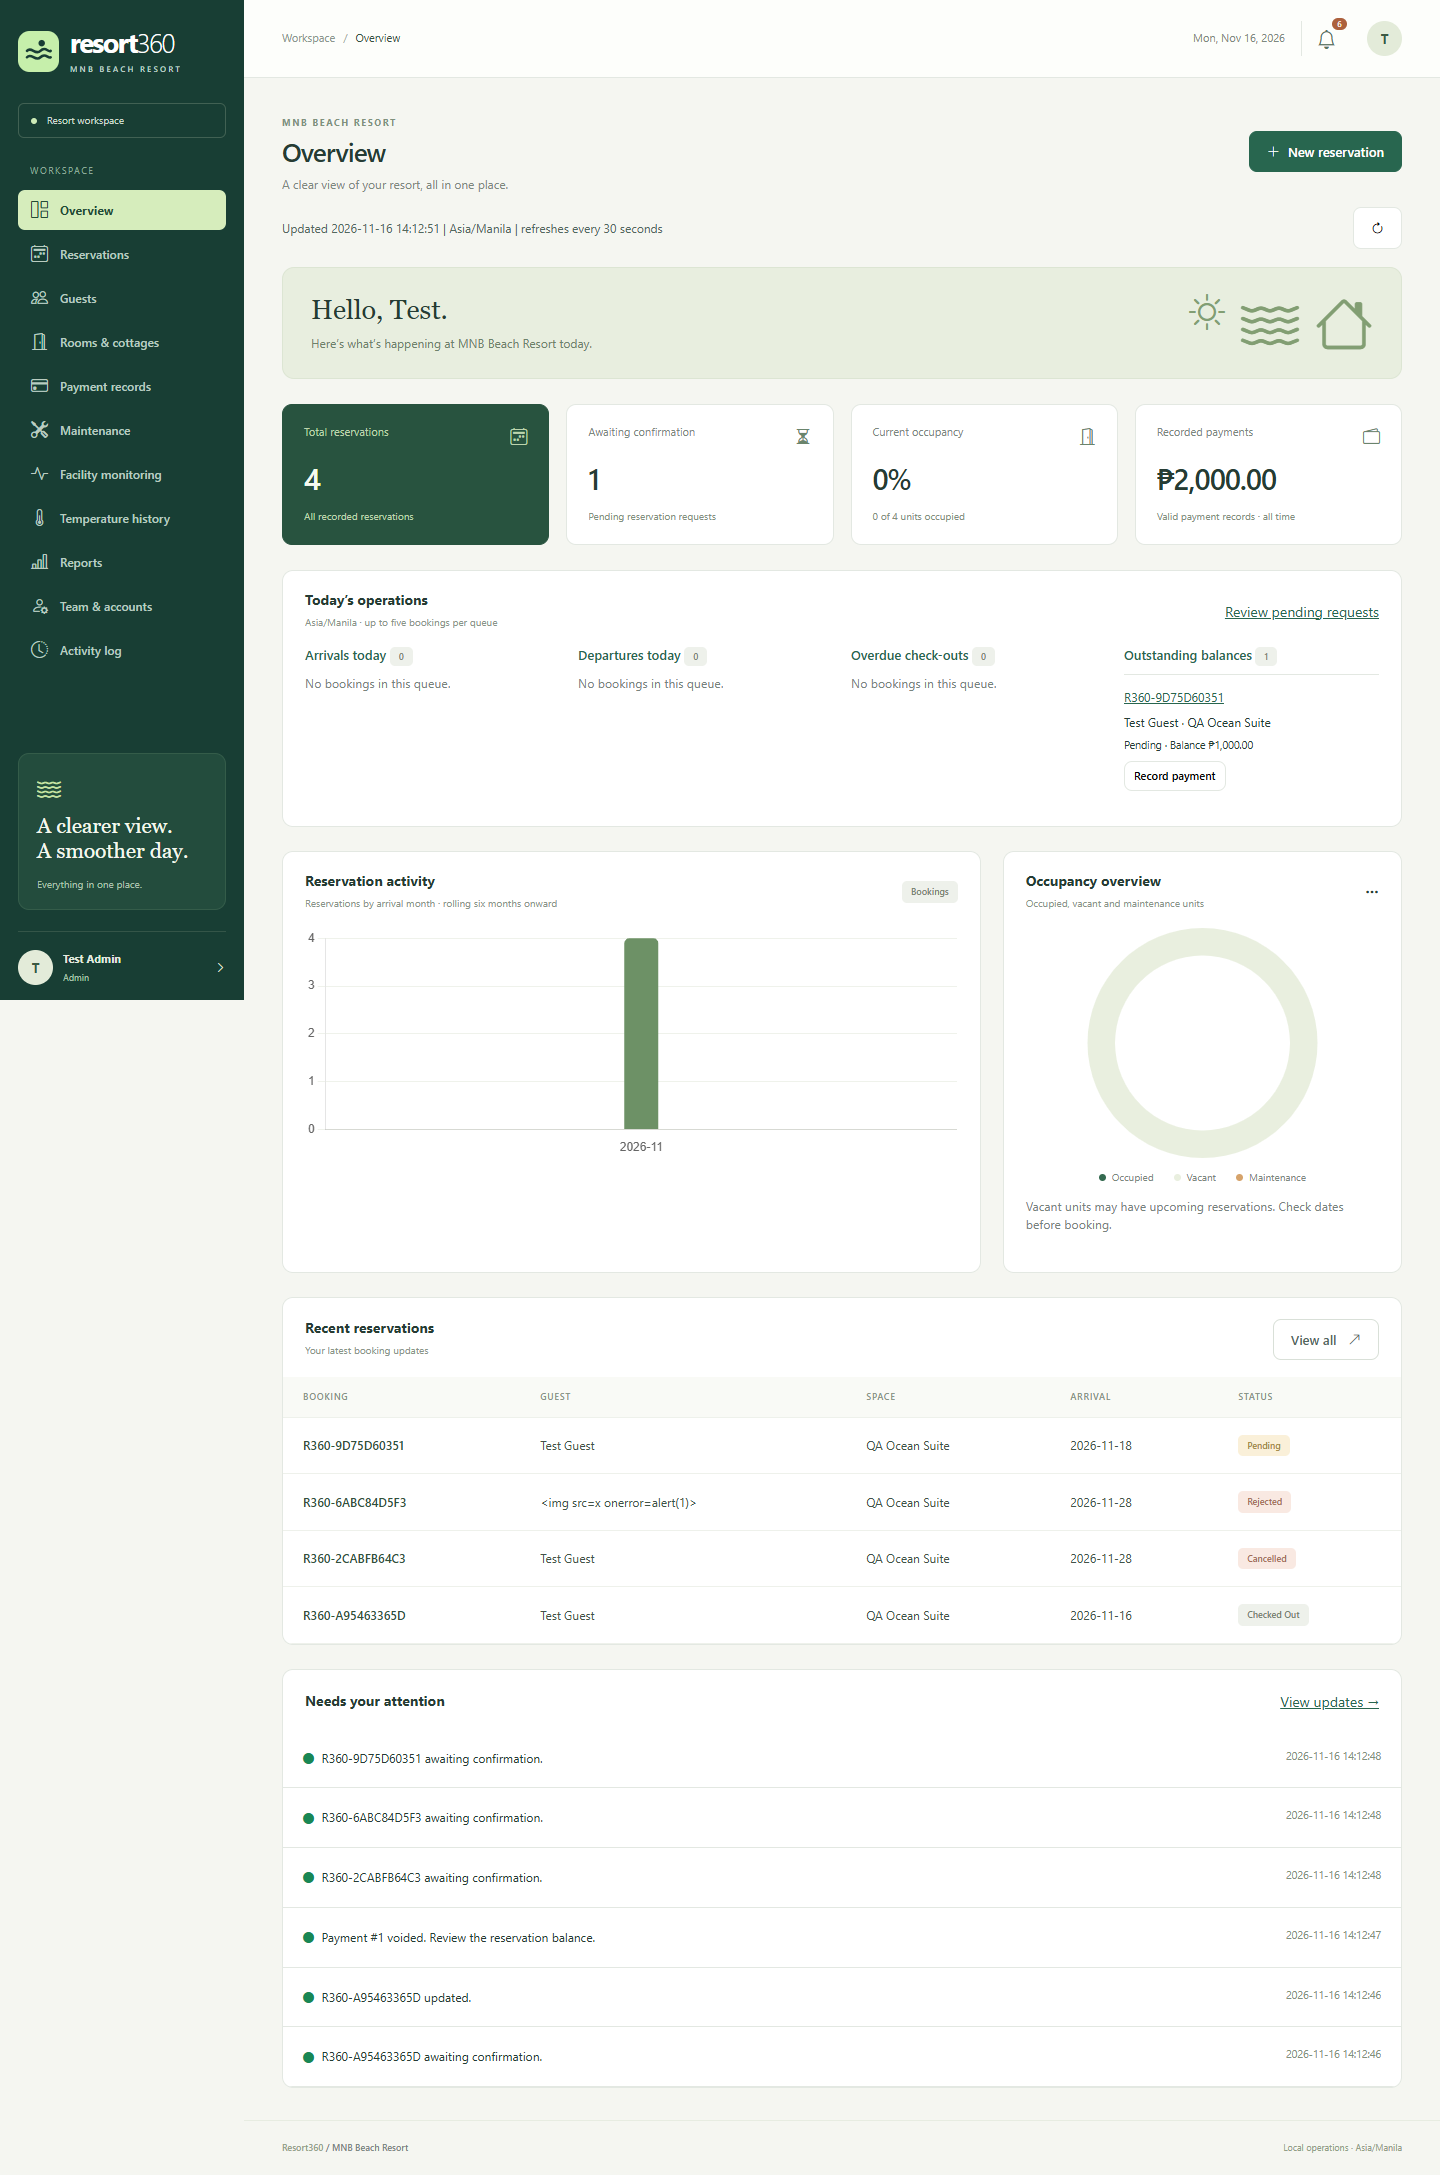 resort360
MNB BEACH RESORT
Resort workspace
WORKSPACE
Overview
Reservations
Guests
Rooms & cottages
Payment records
Maintenance
Facility monitoring
Temperature history
Reports
Team & accounts
Activity log
A clearer view.
A smoother day.
Everything in one place.
T
Test Admin
Admin
Workspace / Overview
Mon, Nov 16, 2026
6
T
MNB BEACH RESORT
Overview
A clear view of your resort, all in one place.
+ New reservation
Updated 2026-11-16 14:12:51 | Asia/Manila | refreshes every 30 seconds
Hello, Test.
Here's what's happening at MNB Beach Resort today.
Total reservations
4
All recorded reservations
Awaiting confirmation
1
Pending reservation requests
Current occupancy
0%
0 of 4 units occupied
Recorded payments
₱2,000.00
Valid payment records · all time
Today's operations
Asia/Manila · up to five bookings per queue
Review pending requests
Arrivals today 0
No bookings in this queue.
Departures today 0
No bookings in this queue.
Overdue check-outs 0
No bookings in this queue.
Outstanding balances 1
R360-9D75D60351
Test Guest · QA Ocean Suite
Pending · Balance ₱1,000.00
Record payment
Reservation activity
Reservations by arrival month · rolling six months onward
Bookings
4
3
2
1
0
2026-11
Occupancy overview
Occupied, vacant and maintenance units
Occupied Vacant Maintenance
Vacant units may have upcoming reservations. Check dates
before booking.
Recent reservations
Your latest booking updates
View all ↗
BOOKING GUEST SPACE ARRIVAL STATUS
R360-9D75D60351 Test Guest QA Ocean Suite 2026-11-18 Pending
R360-6ABC84D5F3 <img src=x onerror=alert(1)> QA Ocean Suite 2026-11-28 Rejected
R360-2CABFB64C3 Test Guest QA Ocean Suite 2026-11-28 Cancelled
R360-A95463365D Test Guest QA Ocean Suite 2026-11-16 Checked Out
Needs your attention
View updates →
R360-9D75D60351 awaiting confirmation. 2026-11-16 14:12:48
R360-6ABC84D5F3 awaiting confirmation. 2026-11-16 14:12:48
R360-2CABFB64C3 awaiting confirmation. 2026-11-16 14:12:48
Payment #1 voided. Review the reservation balance. 2026-11-16 14:12:47
R360-A95463365D updated. 2026-11-16 14:12:46
R360-A95463365D awaiting confirmation. 2026-11-16 14:12:46
Resort360 / MNB Beach Resort
Local operations · Asia/Manila